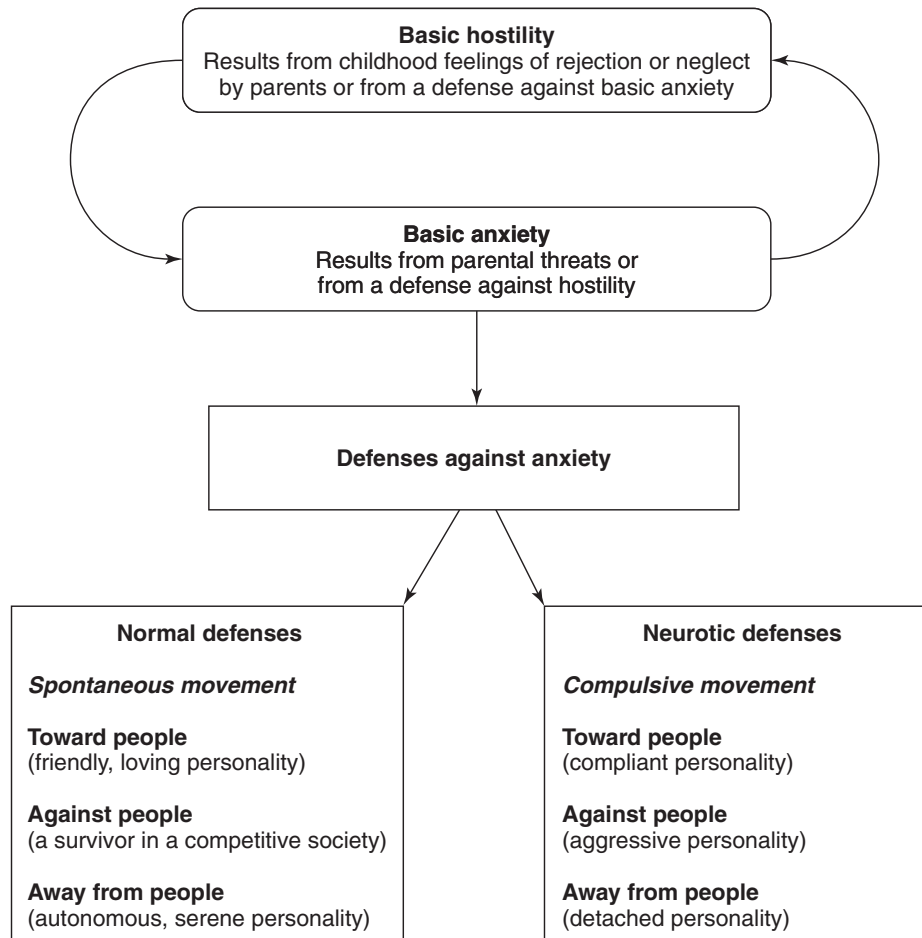 Basic hostility
Results from childhood feelings of rejection or neglect
by parents or from a defense against basic anxiety
Basic anxiety
Results from parental threats or
from a defense against hostility
Defenses against anxiety
Normal defenses
Spontaneous movement
Toward people
(friendly, loving personality)
Against people
(a survivor in a competitive society)
Away from people
(autonomous, serene personality)
Neurotic defenses
Compulsive movement
Toward people
(compliant personality)
Against people
(aggressive personality)
Away from people
(detached personality)